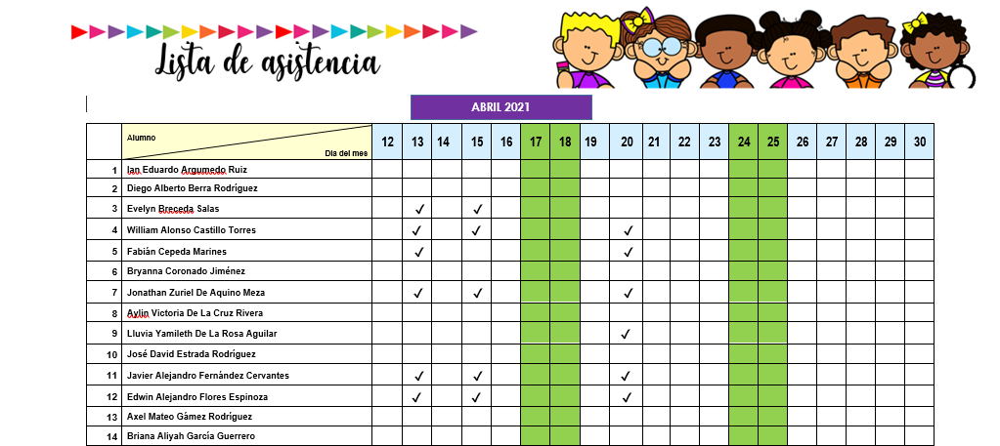 Lista de asistencia
ABRIL 2021
Alumno
Dia del mes
12 13 14 15 16 17 18 19 20 21 22 23 24 25 26 27 28 29 30
1 Ian Eduardo Argumedo Ruiz
2 Diego Alberto Berra Rodríguez
3 Evelyn Breceda Salas ✓ ✓
4 William Alonso Castillo Torres ✓ ✓ ✓
5 Fabián Cepeda Marines ✓ ✓
6 Bryanna Coronado Jiménez
7 Jonathan Zuriel De Aquino Meza ✓ ✓ ✓
8 Aylin Victoria De La Cruz Rivera
9 Lluvia Yamileth De La Rosa Aguilar ✓
10 José David Estrada Rodríguez
11 Javier Alejandro Fernández Cervantes ✓ ✓ ✓
12 Edwin Alejandro Flores Espinoza ✓ ✓ ✓
13 Axel Mateo Gámez Rodríguez
14 Briana Aliyah García Guerrero